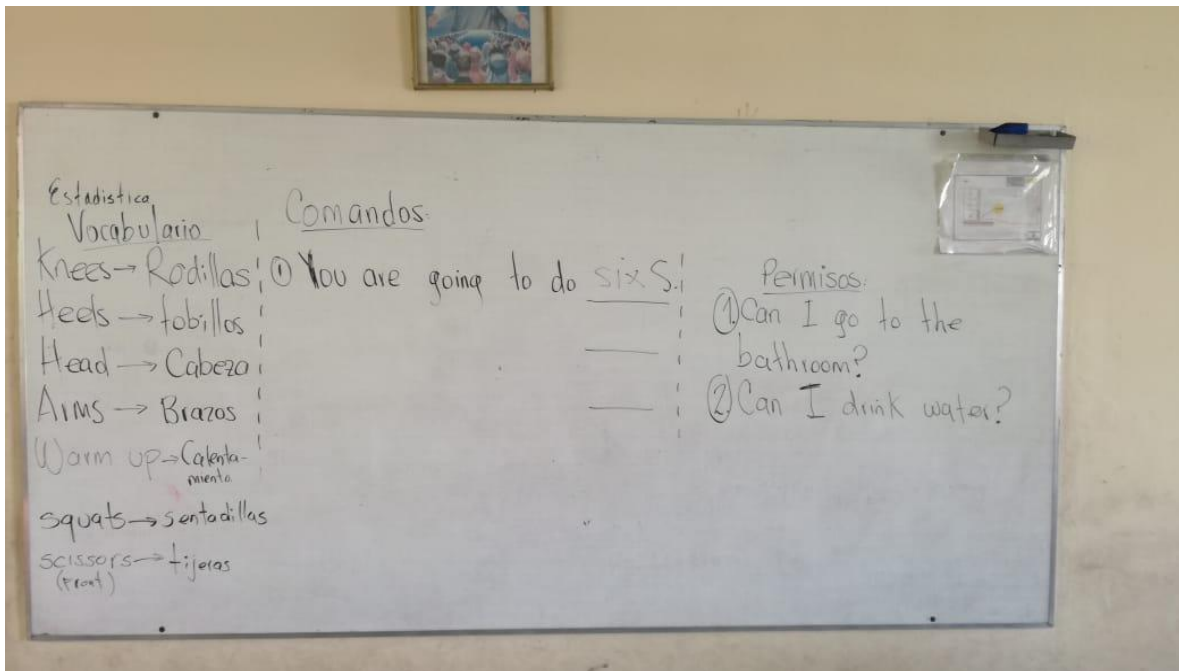 Estadistica
Vocabulario
Knees → Rodillas
Heels → tobillos
Head → Cabeza
Arms → Brazos
Warm up → Calenta-
miento
squats → sentadillas
scissors → tijeras
(Front)
Comandos:
① You are going to do six S.
Permisos:
① Can I go to the
bathroom?
② Can I drink water?